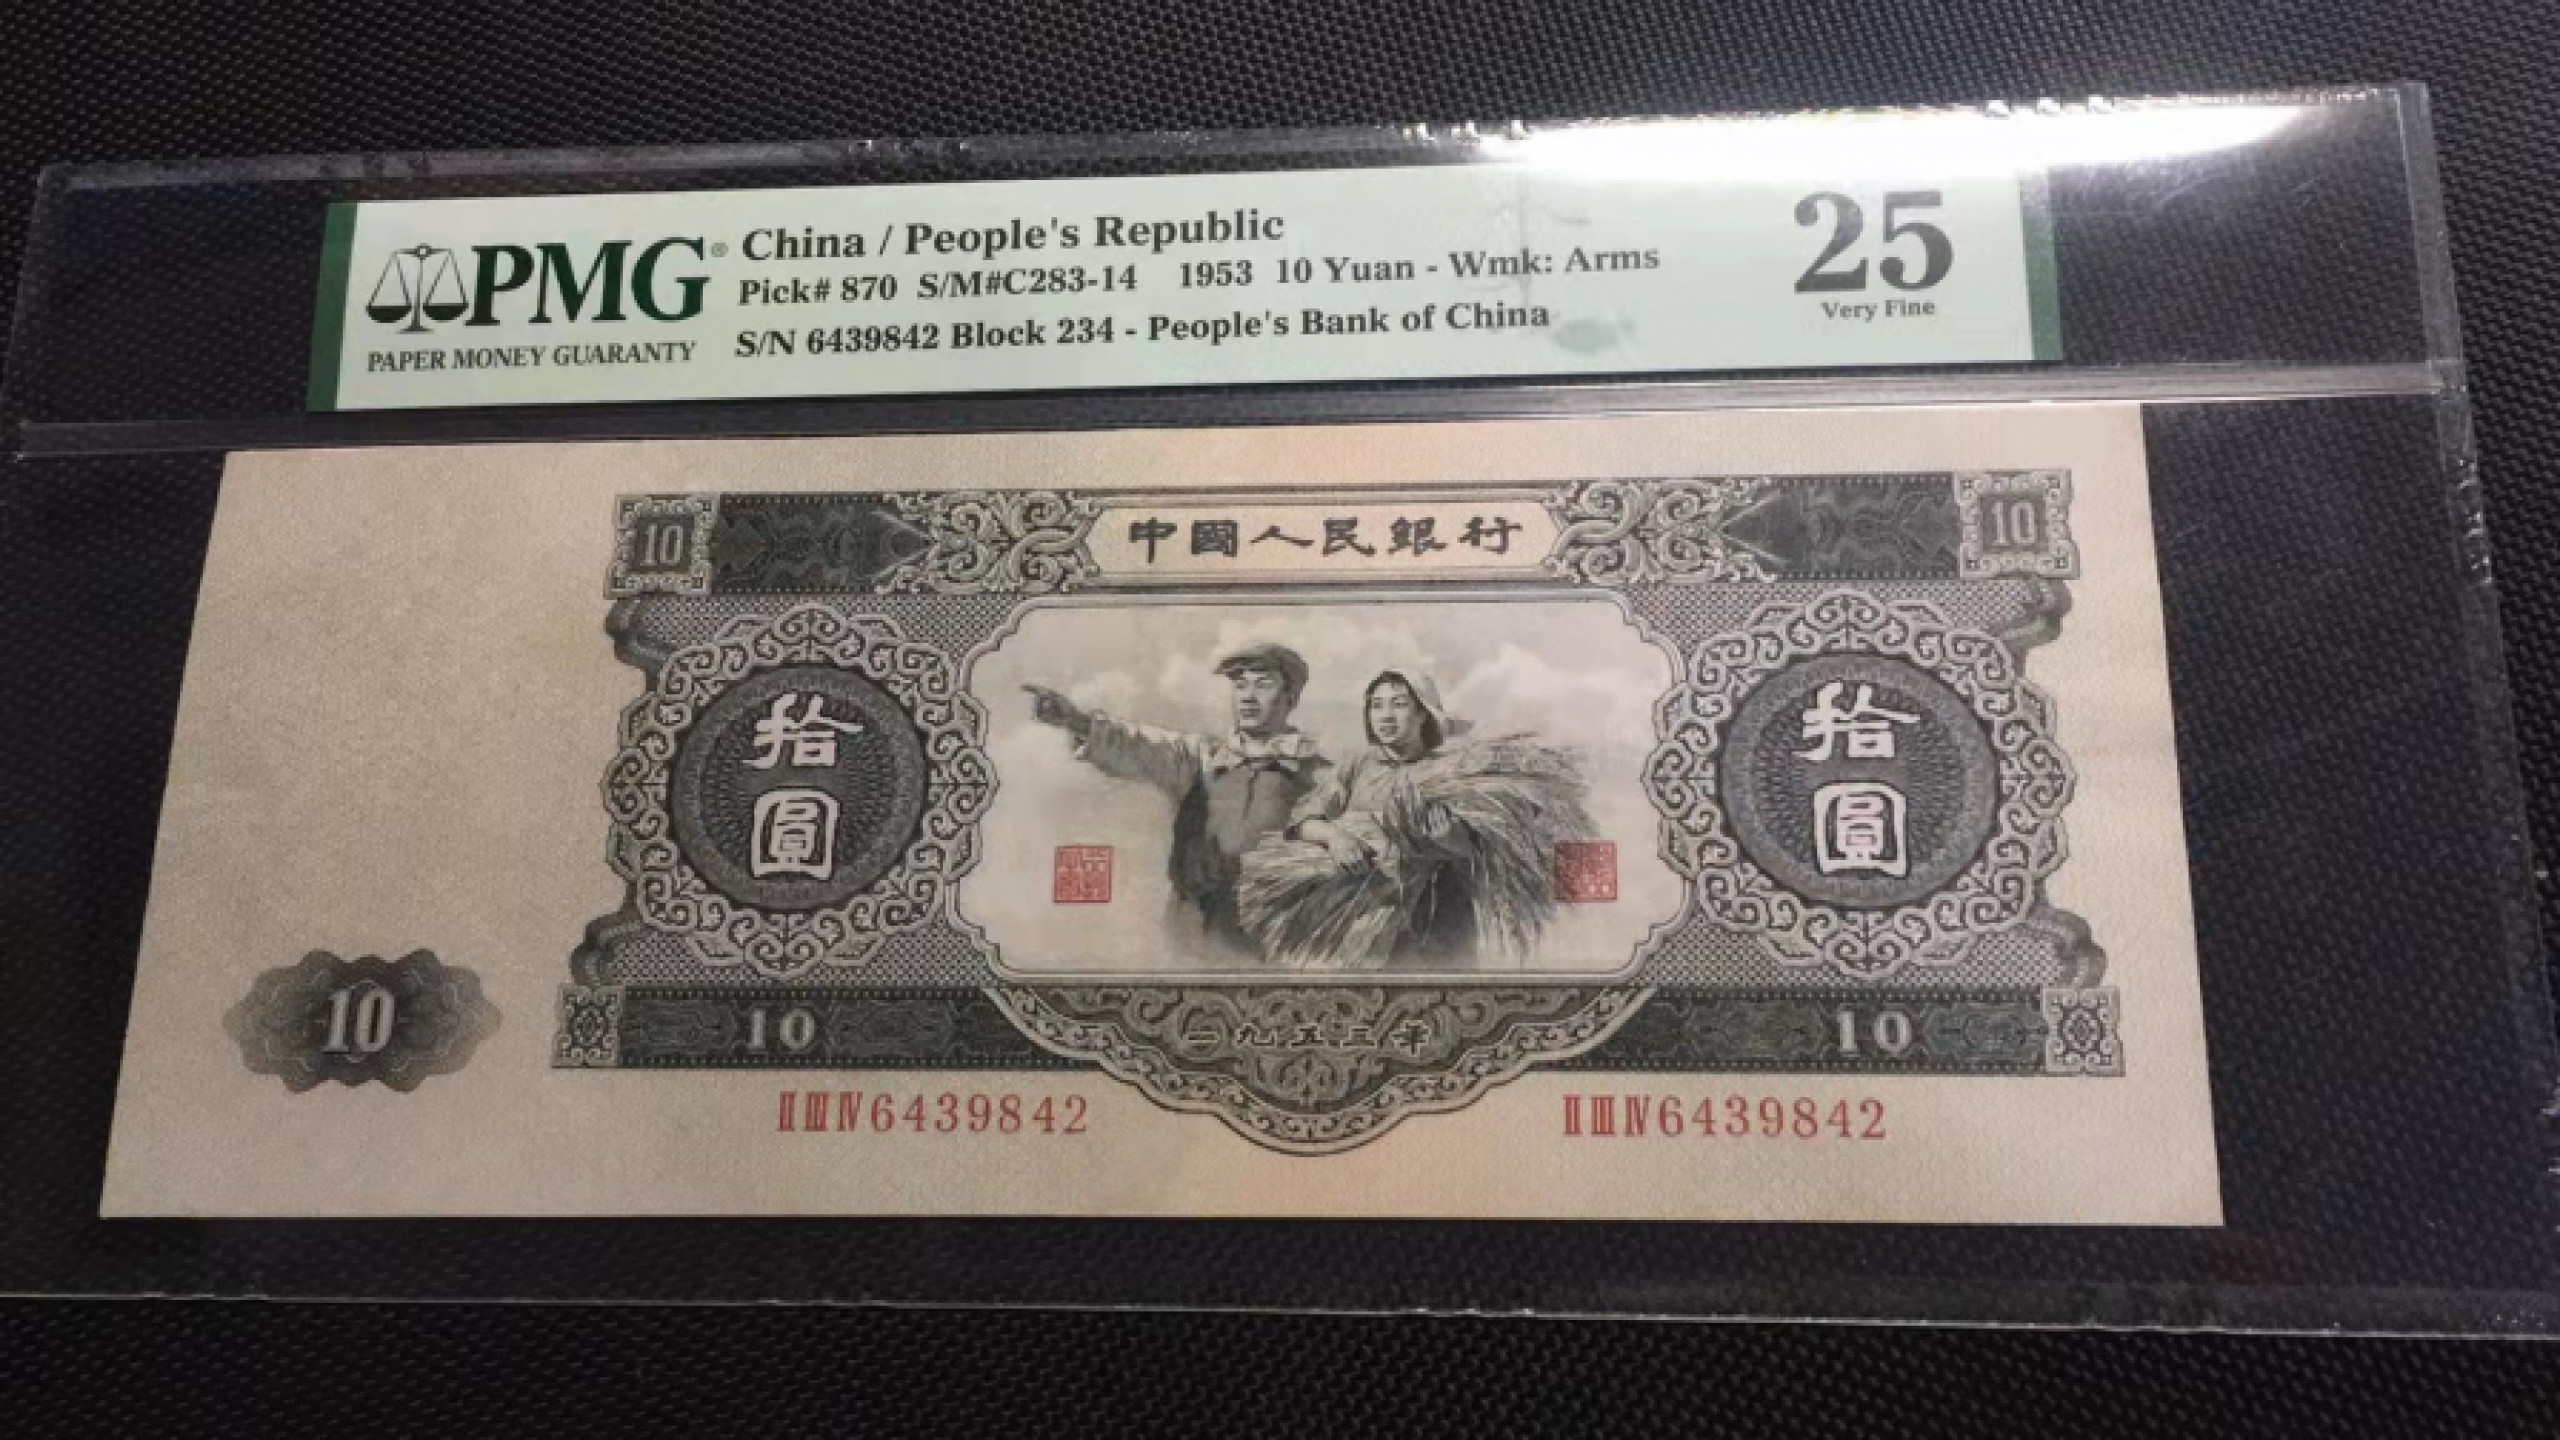 PMG® China / People's Republic
Pick# 870 S/M#C283-14 1953 10 Yuan - Wmk: Arms
S/N 6439842 Block 234 - People's Bank of China
PAPER MONEY GUARANTY
25
Very Fine
10 中國人民銀行 10
拾圓 拾圓
10
10 一九五三年 10
ⅡⅢⅣ6439842 ⅡⅢⅣ6439842